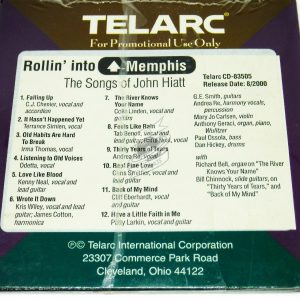 TELARC®
For Promotional Use Only
Rollin' into Memphis
The Songs of John Hiatt
Telarc CD-83505
Release Date: 8/2000
1. Falling Up
C.J. Chenier, vocal and
accordion
2. It Hasn't Happened Yet
Terrance Simien, vocal
3. Old Habits Are Hard
To Break
Irma Thomas, vocal
4. Listening to Old Voices
Odetta, vocal
5. Love Like Blood
Kenny Neal, vocal and lead
guitar
6. Wrote It Down
Kris Wiley, vocal and lead
guitar; James Cotton,
harmonica
7. The River Knows
Your Name
Colin Linden, vocal and
guitars
8. Feels Like Rain
Tab Benoit, vocal and
lead guitar
9. Thirty Years of Tears
Andrea Re, vocal
10. Real Fine Love
Chris Smither, vocal and
guitar
11. Back of My Mind
Cliff Eberhardt, vocal
and guitar
12. Have a Little Faith in Me
Patty Larkin, vocal and guitar
G.E. Smith, guitars
Andrea Re, harmony vocals,
percussion
Mary Jo Carlsen, violin
Anthony Geraci, organ, piano,
Wurlitzer
Paul Ossola, bass
Dan Hickey, drums
with
Richard Bell, organ on "The River
Knows Your Name"
Bill Chinnock, slide guitars, on
"Thirty Years of Tears," and
"Back of My Mind"
℗© Telarc International Corporation
23307 Commerce Park Road
Cleveland, Ohio 44122